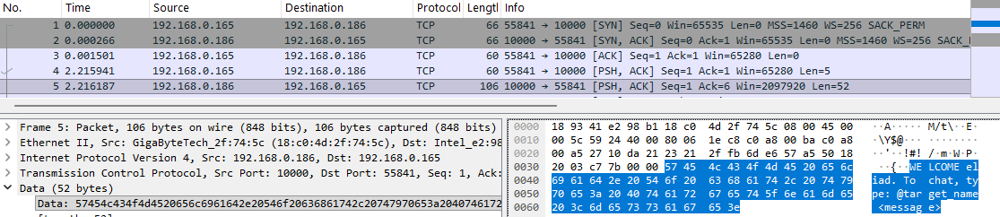 No. Time Source Destination Protocol Lengtl Info
1 0.000000 192.168.0.165 192.168.0.186 TCP 66 55841 → 10000 [SYN] Seq=0 Win=65535 Len=0 MSS=1460 WS=256 SACK_PERM
2 0.000266 192.168.0.186 192.168.0.165 TCP 66 10000 → 55841 [SYN, ACK] Seq=0 Ack=1 Win=65535 Len=0 MSS=1460 WS=256 SACK_
3 0.001501 192.168.0.165 192.168.0.186 TCP 60 55841 → 10000 [ACK] Seq=1 Ack=1 Win=65280 Len=0
4 2.215941 192.168.0.165 192.168.0.186 TCP 60 55841 → 10000 [PSH, ACK] Seq=1 Ack=1 Win=65280 Len=5
5 2.216187 192.168.0.186 192.168.0.165 TCP 106 10000 → 55841 [PSH, ACK] Seq=1 Ack=6 Win=2097920 Len=52
Frame 5: Packet, 106 bytes on wire (848 bits), 106 bytes captured (848 bits)
Ethernet II, Src: GigaByteTech_2f:74:5c (18:c0:4d:2f:74:5c), Dst: Intel_e2:98
Internet Protocol Version 4, Src: 192.168.0.186, Dst: 192.168.0.165
Transmission Control Protocol, Src Port: 10000, Dst Port: 55841, Seq: 1, Ack:
Data (52 bytes)
Data: 57454c434f4d4520656c6961642e20546f20636861742c20747970653a2040746172
0000 18 93 41 e2 98 b1 18 c0 4d 2f 74 5c 08 00 45 00 ··A·····M/t\··E·
0010 00 5c 59 24 40 00 80 06 1e c8 c0 a8 00 ba c0 a8 ·\Y$@···········
0020 00 a5 27 10 da 21 23 21 2f fb 6d e6 57 a5 50 18 ··'··!#!/·m·W·P·
0030 20 03 c7 7b 00 00 57 45 4c 43 4f 4d 45 20 65 6c ··{··WELCOME el
0040 69 61 64 2e 20 54 6f 20 63 68 61 74 2c 20 74 79 iad. To chat, ty
0050 70 65 3a 20 40 74 61 72 67 65 74 5f 6e 61 6d 65 pe: @tar get_name
0060 20 3c 6d 65 73 73 61 67 65 3e <message>